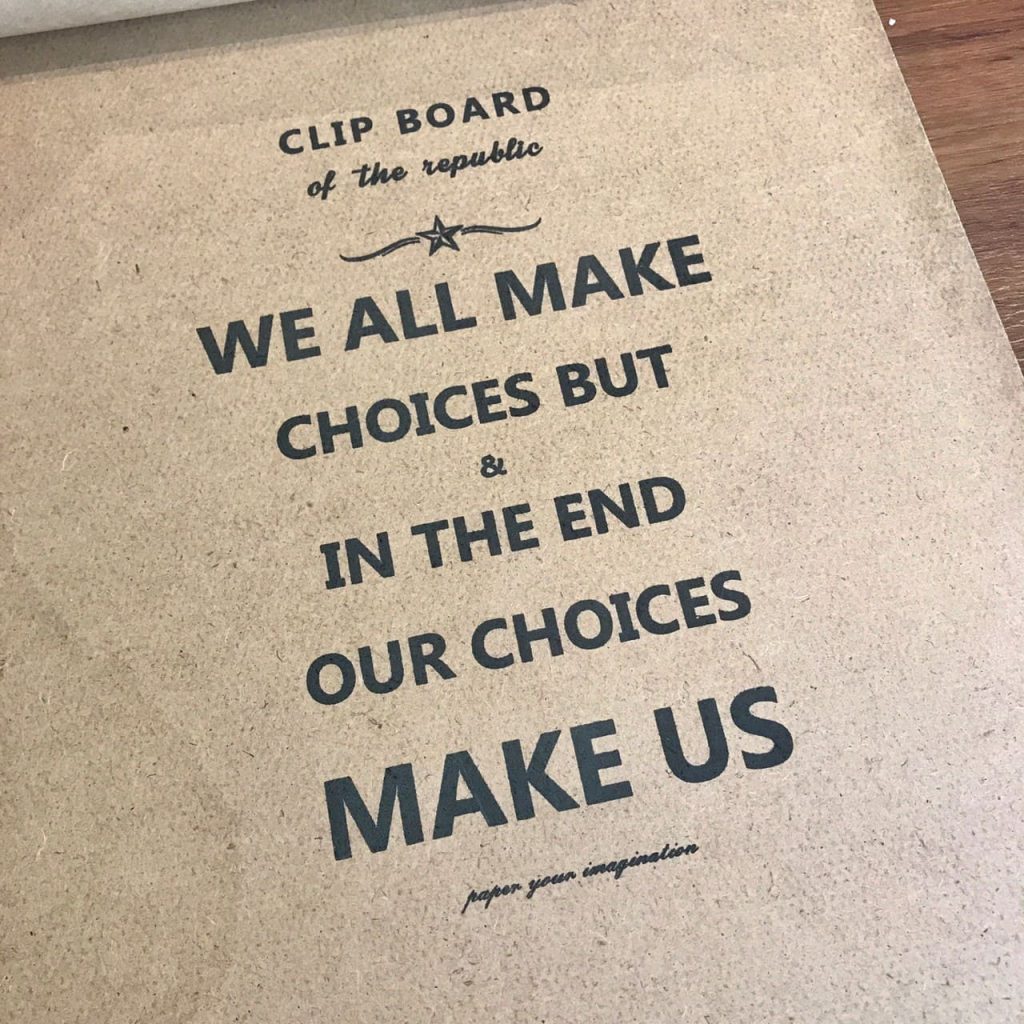 CLIP BOARD
of the republic
WE ALL MAKE
CHOICES BUT
&
IN THE END
OUR CHOICES
MAKE US
paper your imagination